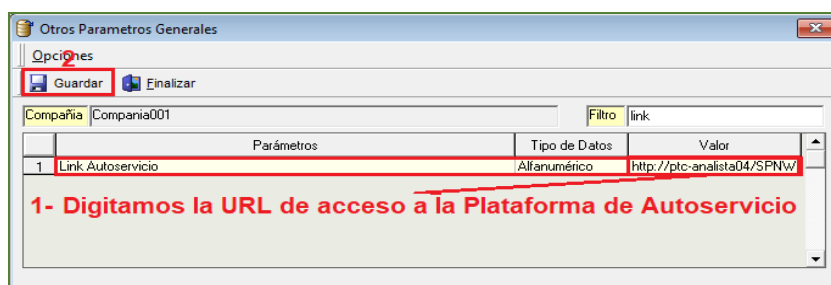 Otros Parametros Generales
Opciones
2
Guardar Finalizar
Compañia Compania001 Filtro link
Parámetros Tipo de Datos Valor
1 Link Autoservicio Alfanumérico http://ptc-analista04/SPNW
1- Digitamos la URL de acceso a la Plataforma de Autoservicio